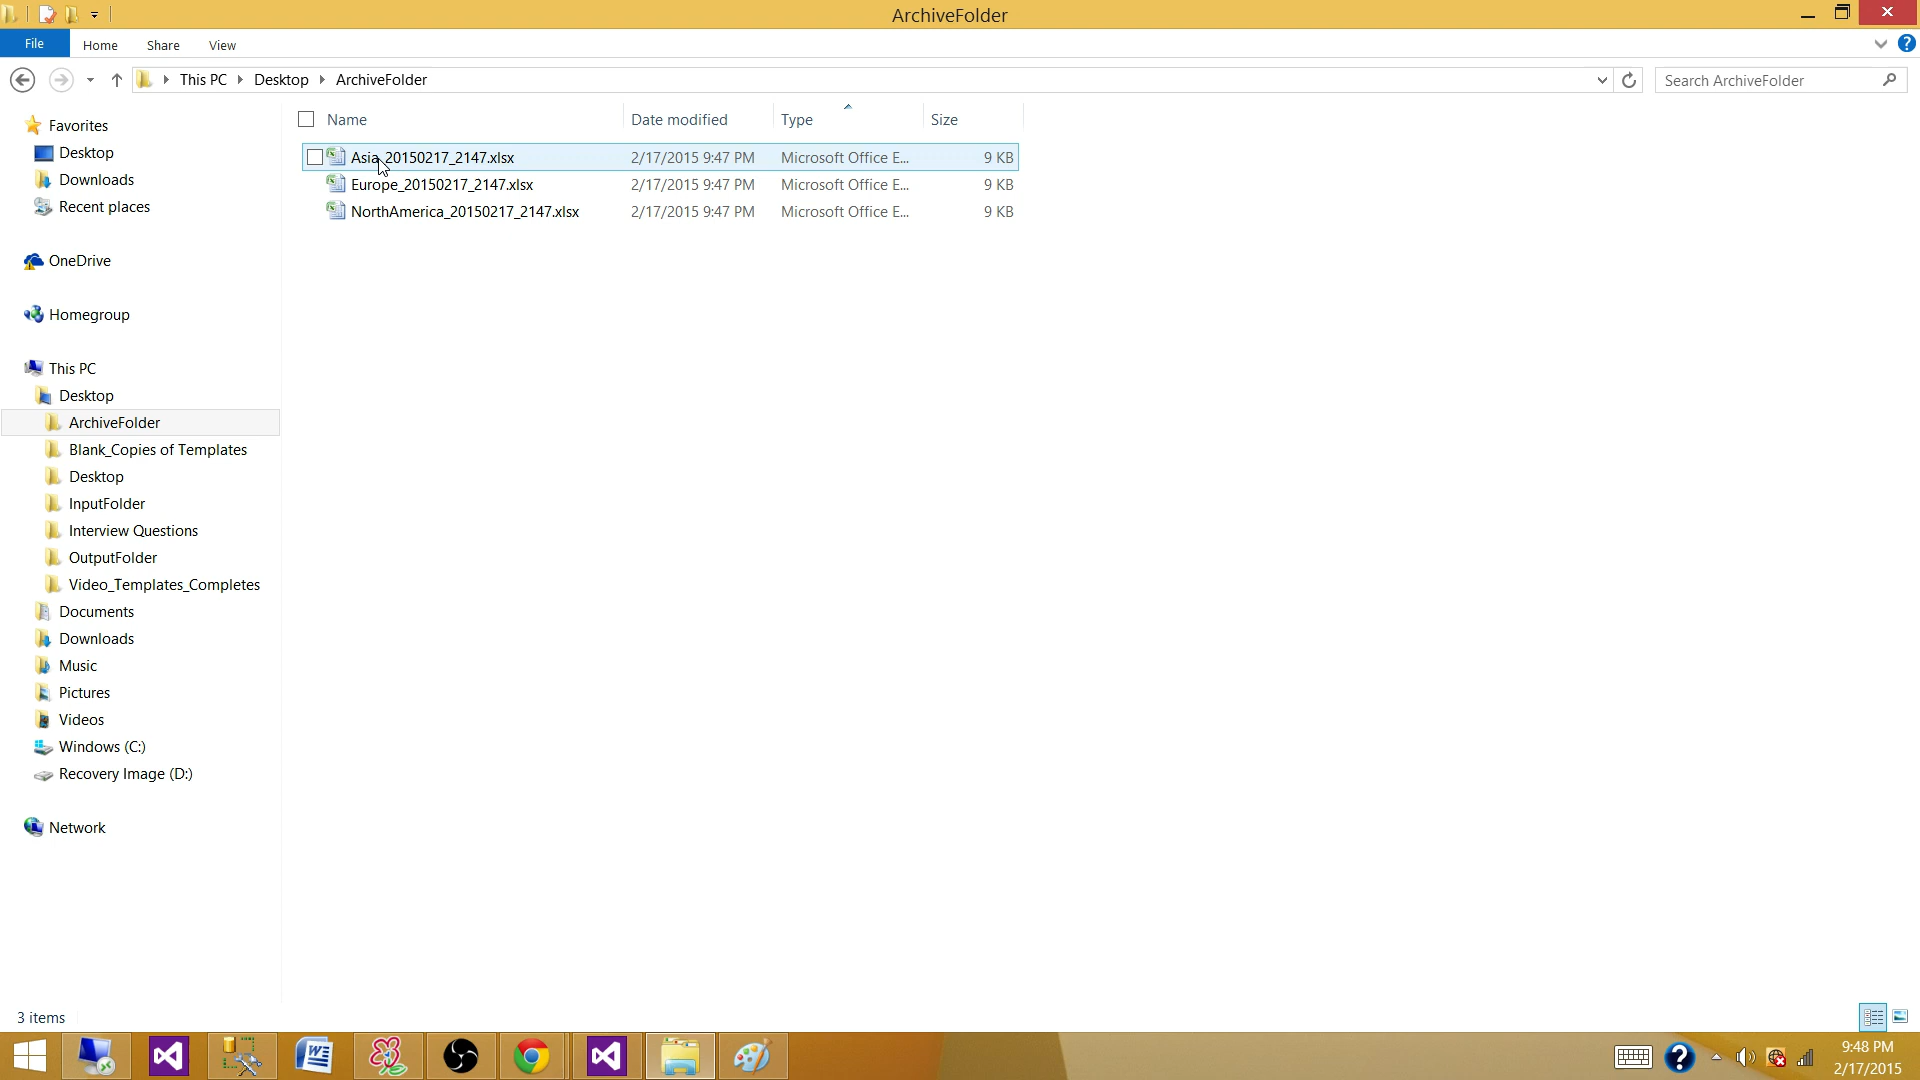 ArchiveFolder
File Home Share View
This PC Desktop ArchiveFolder
Search ArchiveFolder
Name Date modified Type Size
Asia_20150217_2147.xlsx 2/17/2015 9:47 PM Microsoft Office E... 9 KB
Europe_20150217_2147.xlsx 2/17/2015 9:47 PM Microsoft Office E... 9 KB
NorthAmerica_20150217_2147.xlsx 2/17/2015 9:47 PM Microsoft Office E... 9 KB
Favorites
Desktop
Downloads
Recent places
OneDrive
Homegroup
This PC
Desktop
ArchiveFolder
Blank_Copies of Templates
Desktop
InputFolder
Interview Questions
OutputFolder
Video_Templates_Completes
Documents
Downloads
Music
Pictures
Videos
Windows (C:)
Recovery Image (D:)
Network
3 items
9:48 PM
2/17/2015